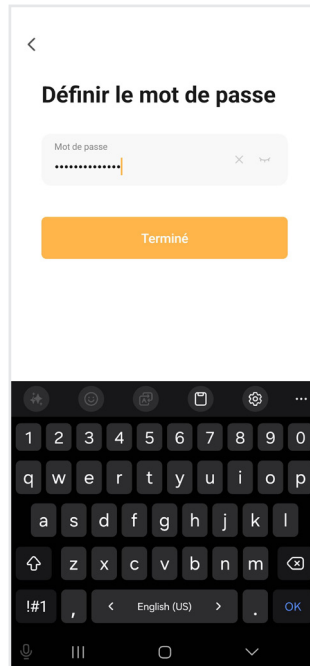 Définir le mot de passe
Mot de passe
••••••••••••••
Terminé
1 2 3 4 5 6 7 8 9 0
q w e r t y u i o p
a s d f g h j k l
z x c v b n m
!#1 , < English (US) > . OK